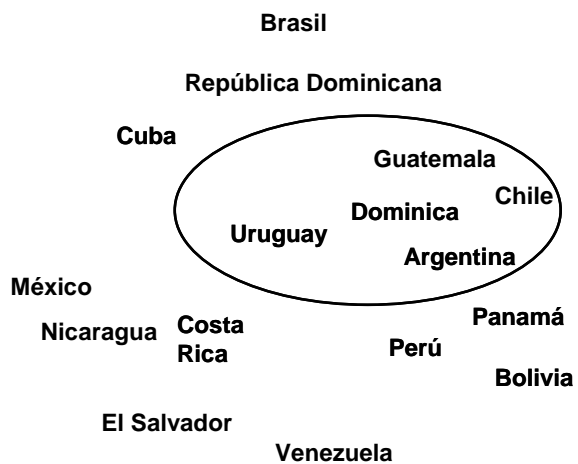 Brasil
República Dominicana
Cuba
Guatemala
Chile
Dominica
Uruguay
Argentina
México
Panamá
Nicaragua
Costa
Rica
Perú
Bolivia
El Salvador
Venezuela